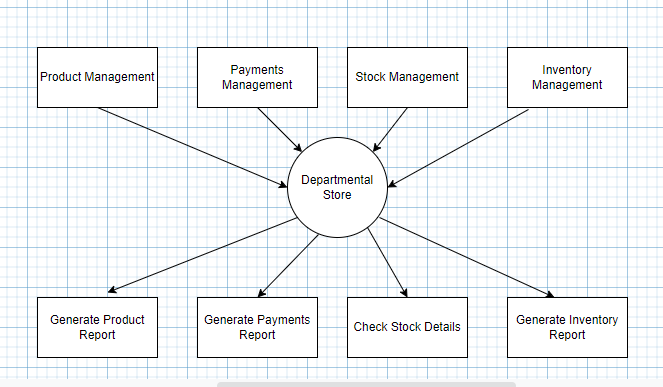 Product Management
Payments
Management
Stock Management
Inventory
Management
Departmental
Store
Generate Product
Report
Generate Payments
Report
Check Stock Details
Generate Inventory
Report